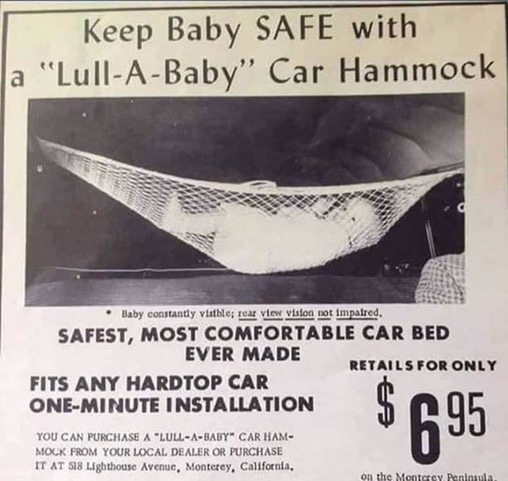 Keep Baby SAFE with
a "Lull-A-Baby" Car Hammock
* Baby constantly visible; rear view vision not impaired.
SAFEST, MOST COMFORTABLE CAR BED
EVER MADE
FITS ANY HARDTOP CAR
ONE-MINUTE INSTALLATION
YOU CAN PURCHASE A "LULL-A-BABY" CAR HAM-
MOCK FROM YOUR LOCAL DEALER OR PURCHASE
IT AT 518 Lighthouse Avenue, Monterey, California.
RETAILS FOR ONLY
$6 95
on the Monterey Peninsula.